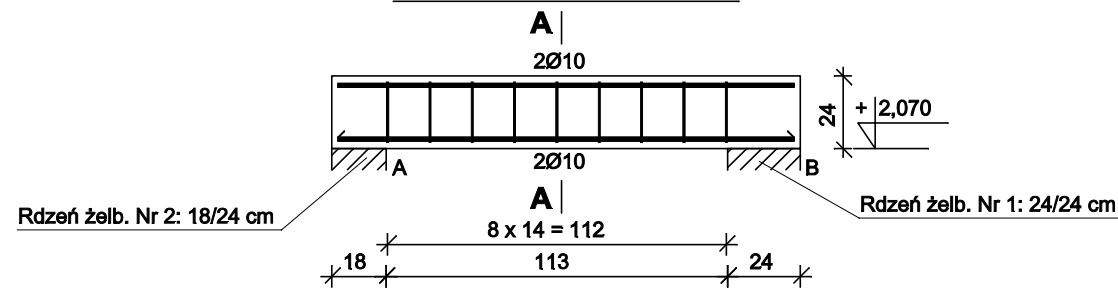 A
2Ø10
24
+ 2,070
2Ø10
A
B
A
Rdzeń żelb. Nr 2: 18/24 cm
Rdzeń żelb. Nr 1: 24/24 cm
8 x 14 = 112
18
113
24